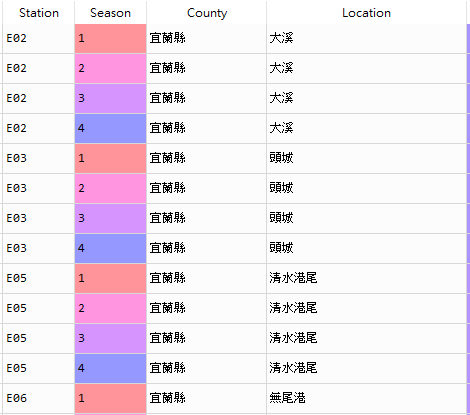 Station Season County Location
E02 1 宜蘭縣 大溪
E02 2 宜蘭縣 大溪
E02 3 宜蘭縣 大溪
E02 4 宜蘭縣 大溪
E03 1 宜蘭縣 頭城
E03 2 宜蘭縣 頭城
E03 3 宜蘭縣 頭城
E03 4 宜蘭縣 頭城
E05 1 宜蘭縣 清水港尾
E05 2 宜蘭縣 清水港尾
E05 3 宜蘭縣 清水港尾
E05 4 宜蘭縣 清水港尾
E06 1 宜蘭縣 無尾港